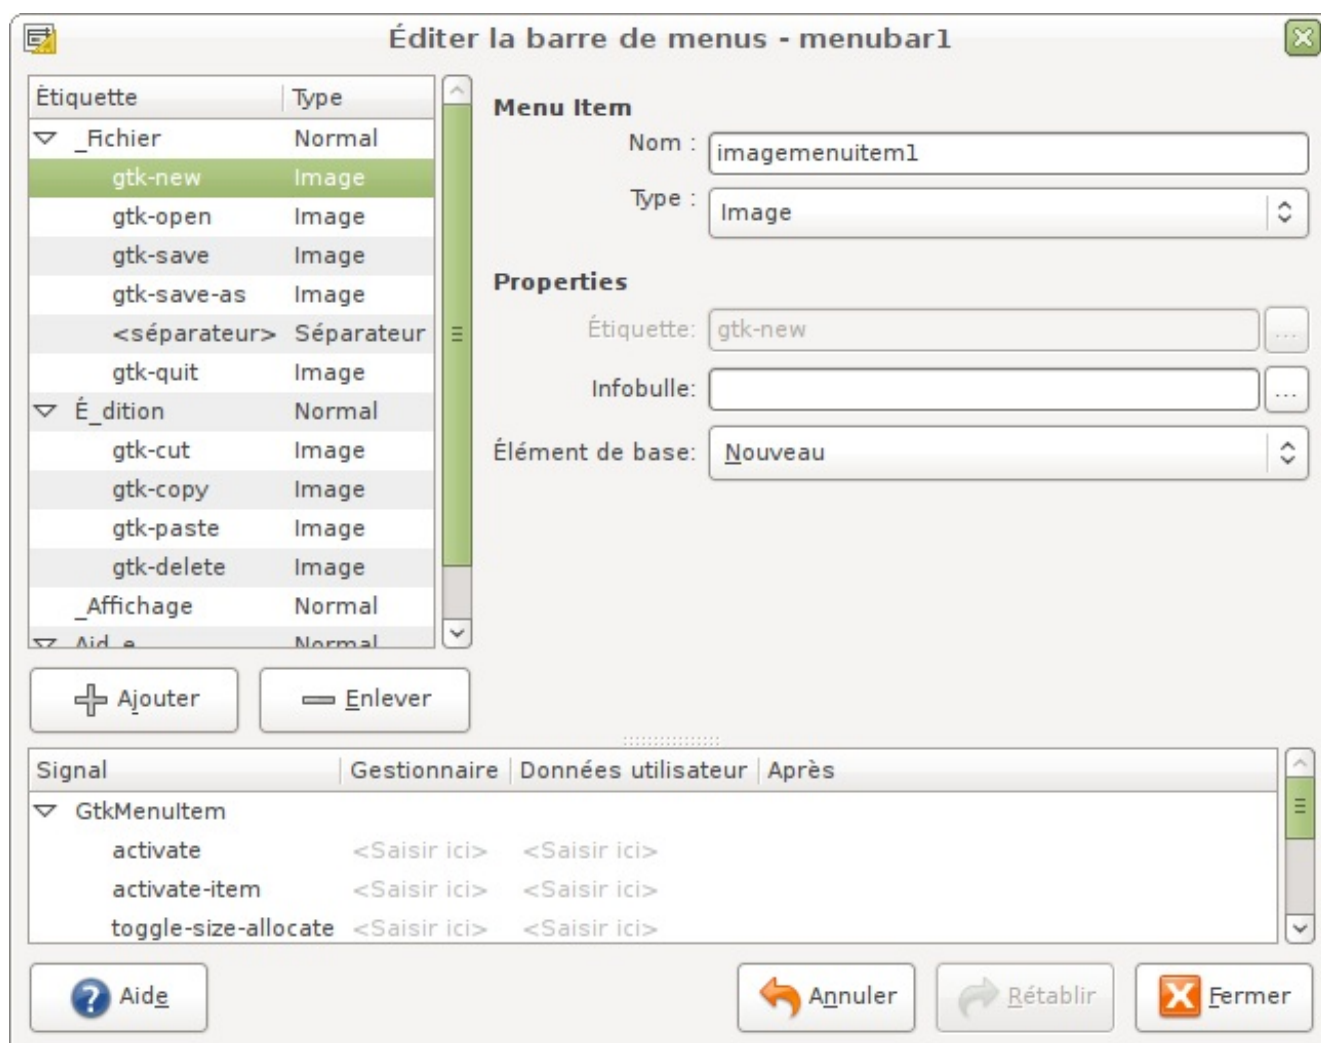 Éditer la barre de menus - menubar1
Étiquette Type
_Fichier Normal
gtk-new Image
gtk-open Image
gtk-save Image
gtk-save-as Image
<séparateur> Séparateur
gtk-quit Image
É_dition Normal
gtk-cut Image
gtk-copy Image
gtk-paste Image
gtk-delete Image
_Affichage Normal
Aid_e Normal
Ajouter Enlever
Menu Item
Nom : imagemenuitem1
Type : Image
Properties
Étiquette: gtk-new ...
Infobulle: ...
Élément de base: Nouveau
Signal Gestionnaire Données utilisateur Après
GtkMenuItem
activate <Saisir ici> <Saisir ici>
activate-item <Saisir ici> <Saisir ici>
toggle-size-allocate <Saisir ici> <Saisir ici>
Aide Annuler Rétablir Fermer